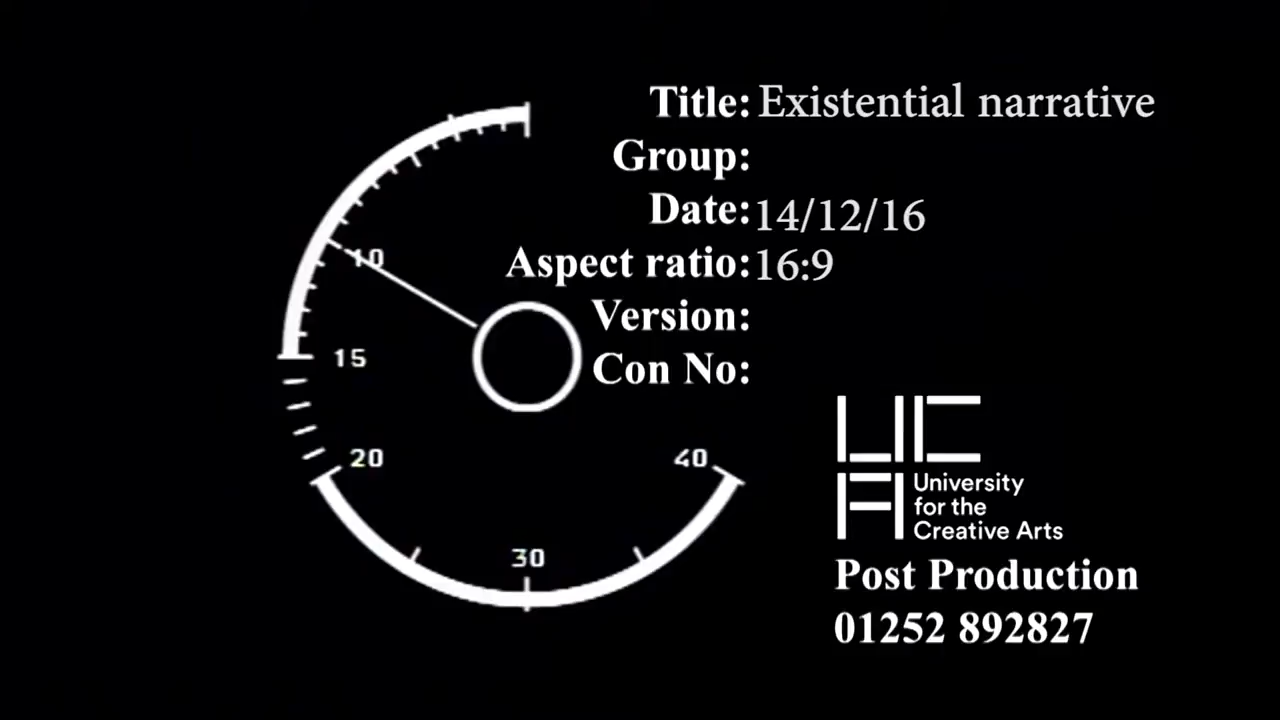 Title: Existential narrative
Group:
Date: 14/12/16
10
Aspect ratio: 16:9
Version:
15
Con No:
20
40
UCA
University
for the
Creative Arts
30
Post Production
01252 892827